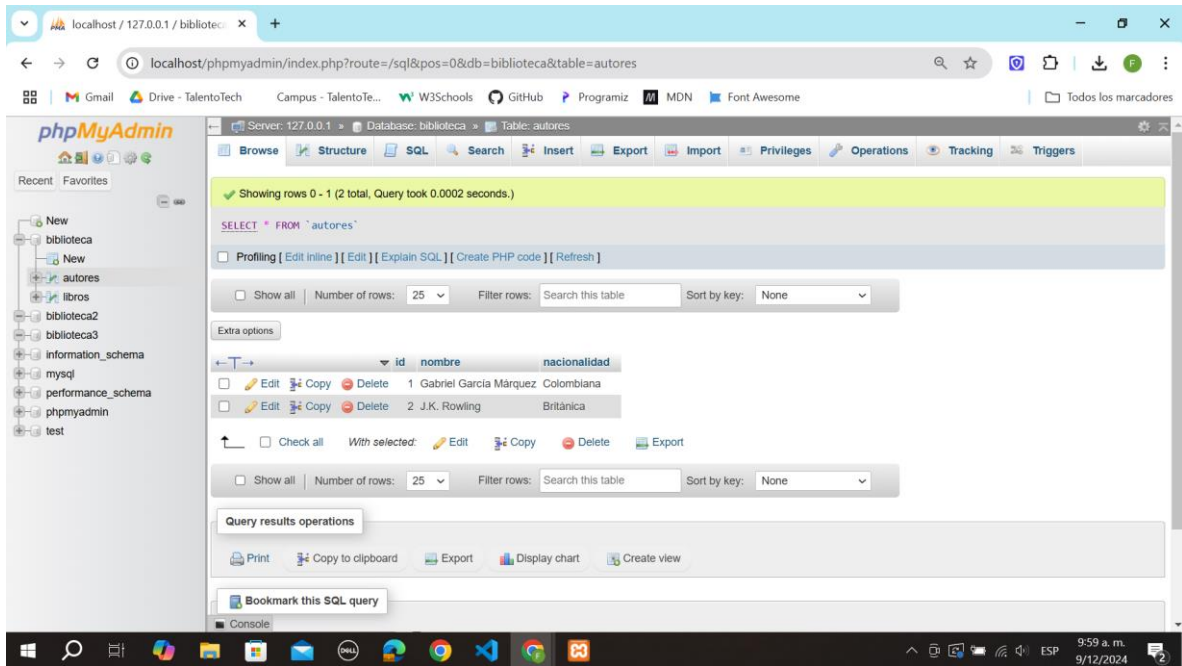 localhost / 127.0.0.1 / bibliotec
localhost/phpmyadmin/index.php?route=/sql&pos=0&db=biblioteca&table=autores
F
Gmail Drive - TalentoTech Campus - TalentoTe... W3Schools GitHub Programiz MDN Font Awesome Todos los marcadores
phpMyAdmin
Recent Favorites
New
biblioteca
New
autores
libros
biblioteca2
biblioteca3
information_schema
mysql
performance_schema
phpmyadmin
test
Server: 127.0.0.1 » Database: biblioteca » Table: autores
Browse Structure SQL Search Insert Export Import Privileges Operations Tracking Triggers
Showing rows 0 - 1 (2 total, Query took 0.0002 seconds.)
SELECT * FROM `autores`
Profiling [ Edit inline ] [ Edit ] [ Explain SQL ] [ Create PHP code ] [ Refresh ]
Show all | Number of rows: 25 Filter rows: Search this table Sort by key: None
Extra options
←T→ id nombre nacionalidad
Edit Copy Delete 1 Gabriel García Márquez Colombiana
Edit Copy Delete 2 J.K. Rowling Británica
Check all With selected: Edit Copy Delete Export
Show all | Number of rows: 25 Filter rows: Search this table Sort by key: None
Query results operations
Print Copy to clipboard Export Display chart Create view
Bookmark this SQL query
Console
DELL ESP 9:59 a. m.
9/12/2024